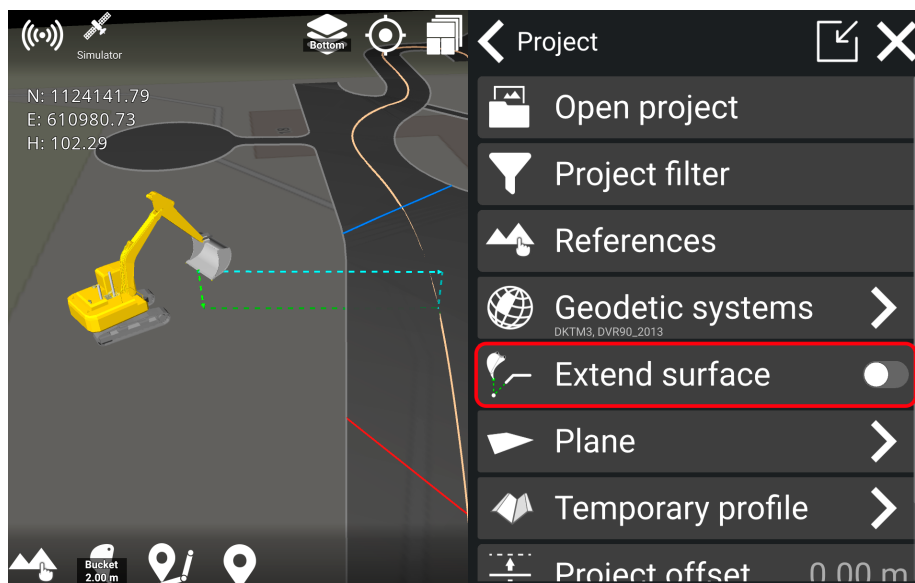 Simulator
Bottom
N: 1124141.79
E: 610980.73
H: 102.29
Bucket
2.00 m
Project
Open project
Project filter
References
Geodetic systems
DKTM3, DVR90_2013
Extend surface
Plane
Temporary profile
Project offset 0.00 m